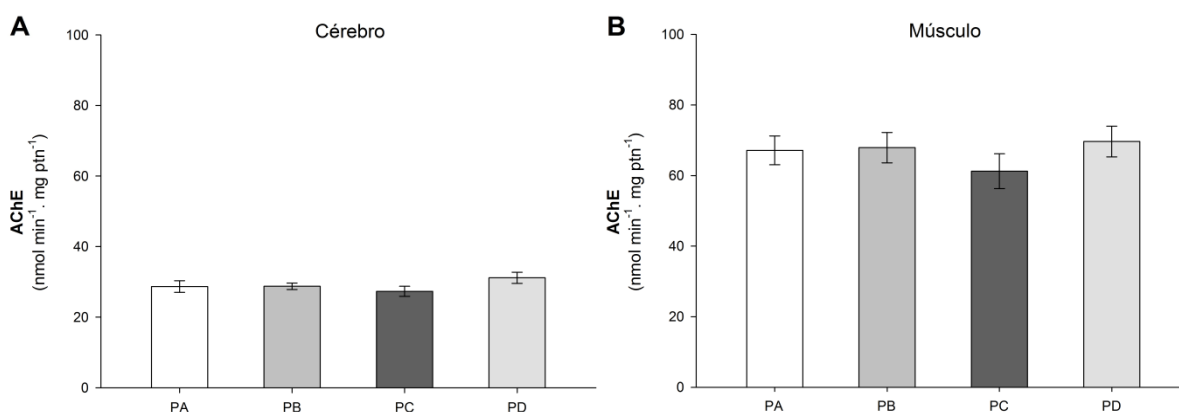 A
Cérebro
100
80
60
40
20
0
AChE
(nmol min⁻¹. mg ptn⁻¹)
PA
PB
PC
PD
B
Músculo
100
80
60
40
20
0
AChE
(nmol min⁻¹. mg ptn⁻¹)
PA
PB
PC
PD